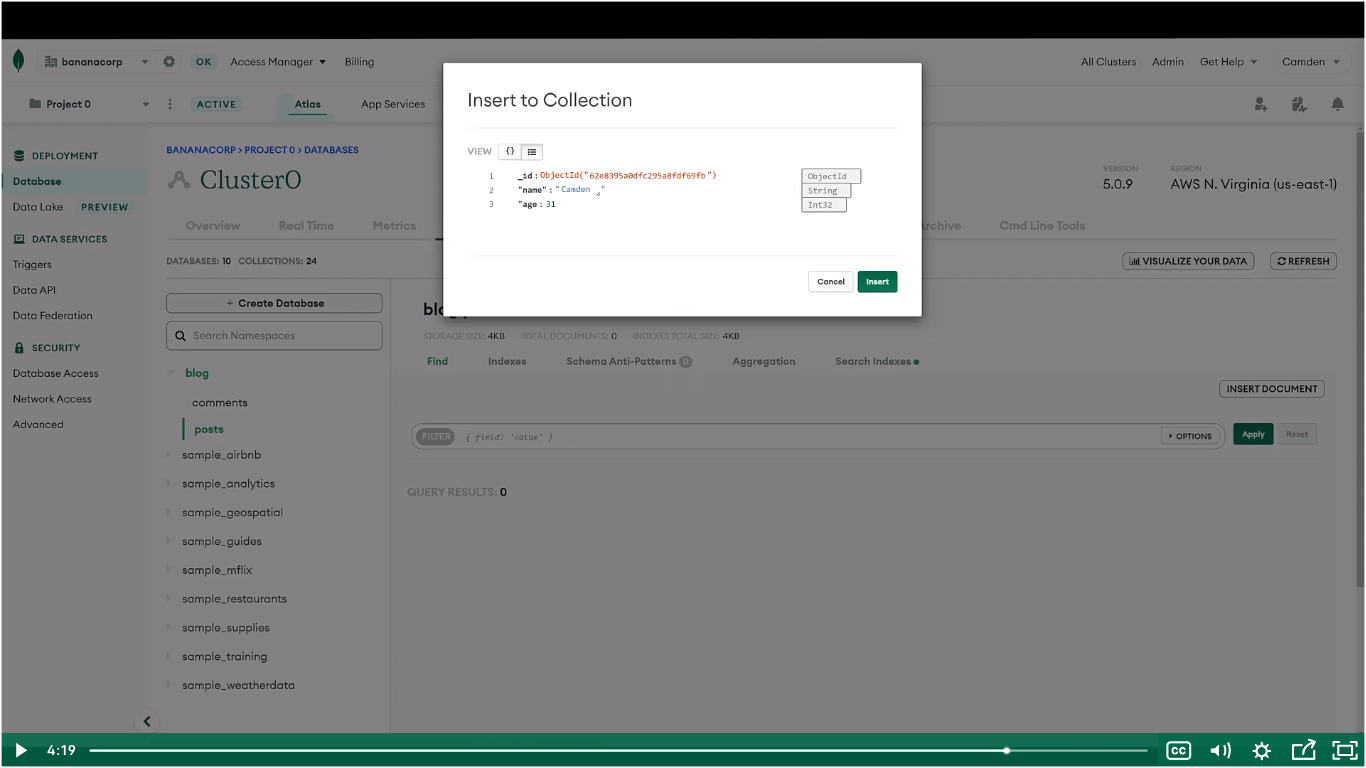 bananacorp OK Access Manager Billing All Clusters Admin Get Help Camden
Project 0 ACTIVE Atlas App Services
Insert to Collection
VIEW {}
1 _id: ObjectId("62e8395a0dfc295a8fdf69fb") ObjectId
2 "name": "Camden " String
3 "age: 31 Int32
Cancel Insert
DEPLOYMENT
Database
Data Lake PREVIEW
DATA SERVICES
Triggers
Data API
Data Federation
SECURITY
Database Access
Network Access
Advanced
BANANACORP > PROJECT 0 > DATABASES
Cluster0
VERSION
5.0.9
REGION
AWS N. Virginia (us-east-1)
Overview Real Time Metrics Cmd Line Tools
DATABASES: 10 COLLECTIONS: 24 VISUALIZE YOUR DATA REFRESH
+ Create Database
Search Namespaces
blog
comments
posts
sample_airbnb
sample_analytics
sample_geospatial
sample_guides
sample_mflix
sample_restaurants
sample_supplies
sample_training
sample_weatherdata
STORAGE SIZE: 4KB TOTAL DOCUMENTS: 0 INDEXES TOTAL SIZE: 4KB
Find Indexes Schema Anti-Patterns 0 Aggregation Search Indexes
INSERT DOCUMENT
FILTER { field: 'value' } OPTIONS Apply Reset
QUERY RESULTS: 0
4:19 CC